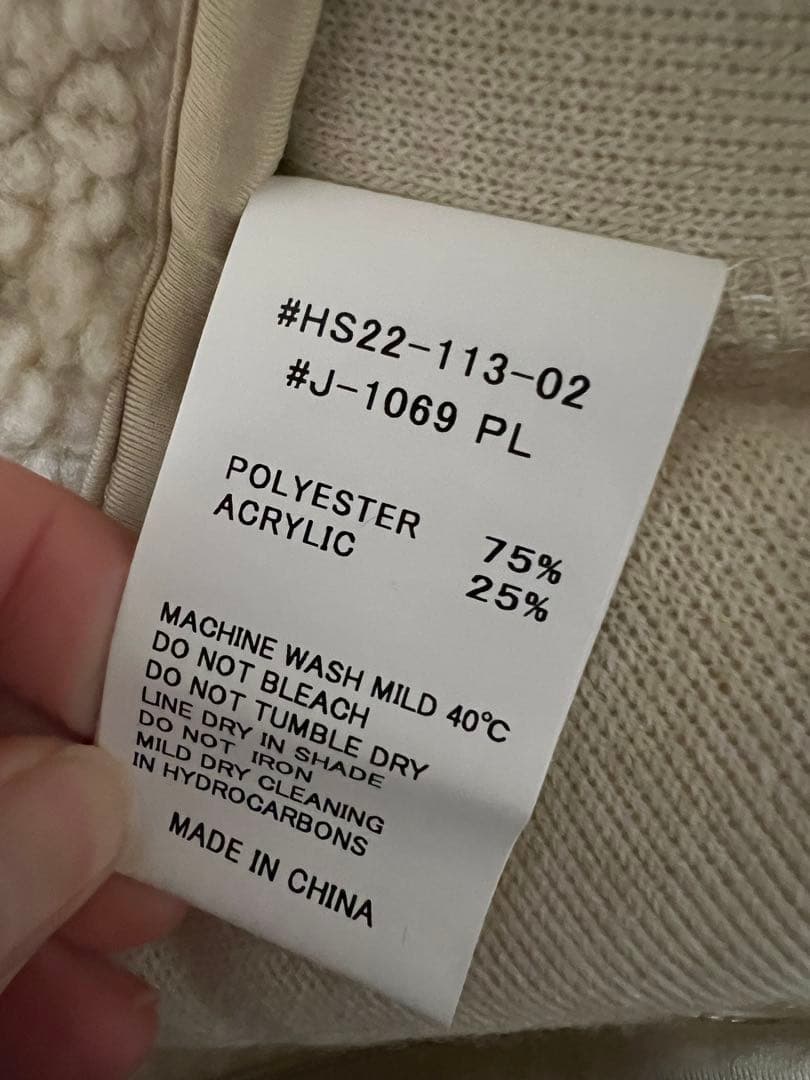 #HS22-113-02
#J-1069 PL
POLYESTER 75%
ACRYLIC 25%
MACHINE WASH MILD 40℃
DO NOT BLEACH
DO NOT TUMBLE DRY
LINE DRY IN SHADE
DO NOT IRON
MILD DRY CLEANING
IN HYDROCARBONS
MADE IN CHINA